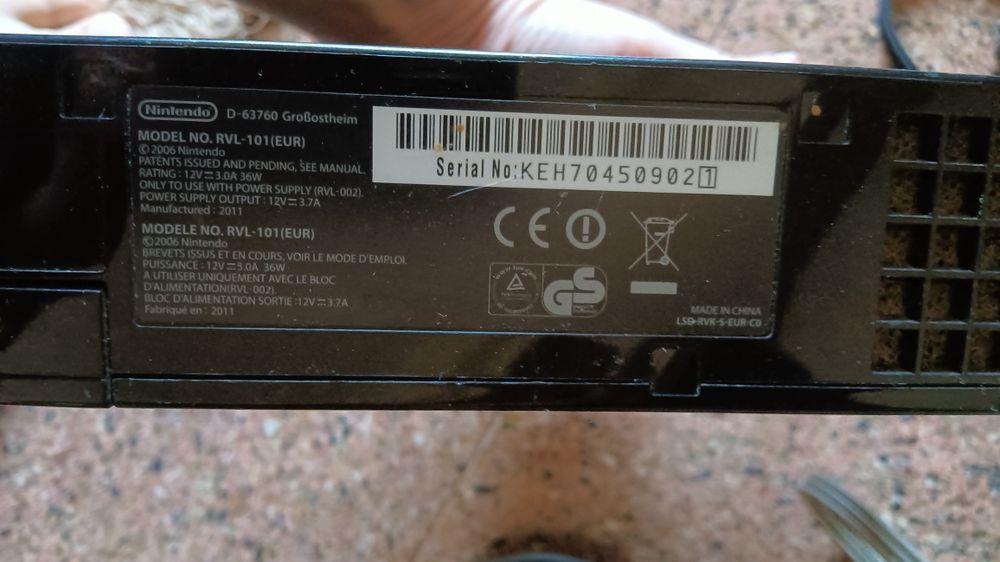 Nintendo D-63760 Großostheim
MODEL NO. RVL-101(EUR)
©2006 Nintendo
PATENTS ISSUED AND PENDING, SEE MANUAL.
RATING : 12V⎓3.0A 36W
ONLY TO USE WITH POWER SUPPLY (RVL-002).
POWER SUPPLY OUTPUT : 12V⎓3.7A
Manufactured : 2011
MODELE NO. RVL-101(EUR)
©2006 Nintendo
BREVETS ISSUS ET EN COURS, VOIR LE MODE D'EMPLOI.
PUISSANCE : 12V⎓3.0A 36W
A UTILISER UNIQUEMENT AVEC LE BLOC
D'ALIMENTATION(RVL-002).
BLOC D'ALIMENTATION SORTIE :12V⎓3.7A
Fabriqué en : 2011
Serial No:KEH704509021
CE
GS
MADE IN CHINA
LSD-RVK-S-EUR-C0